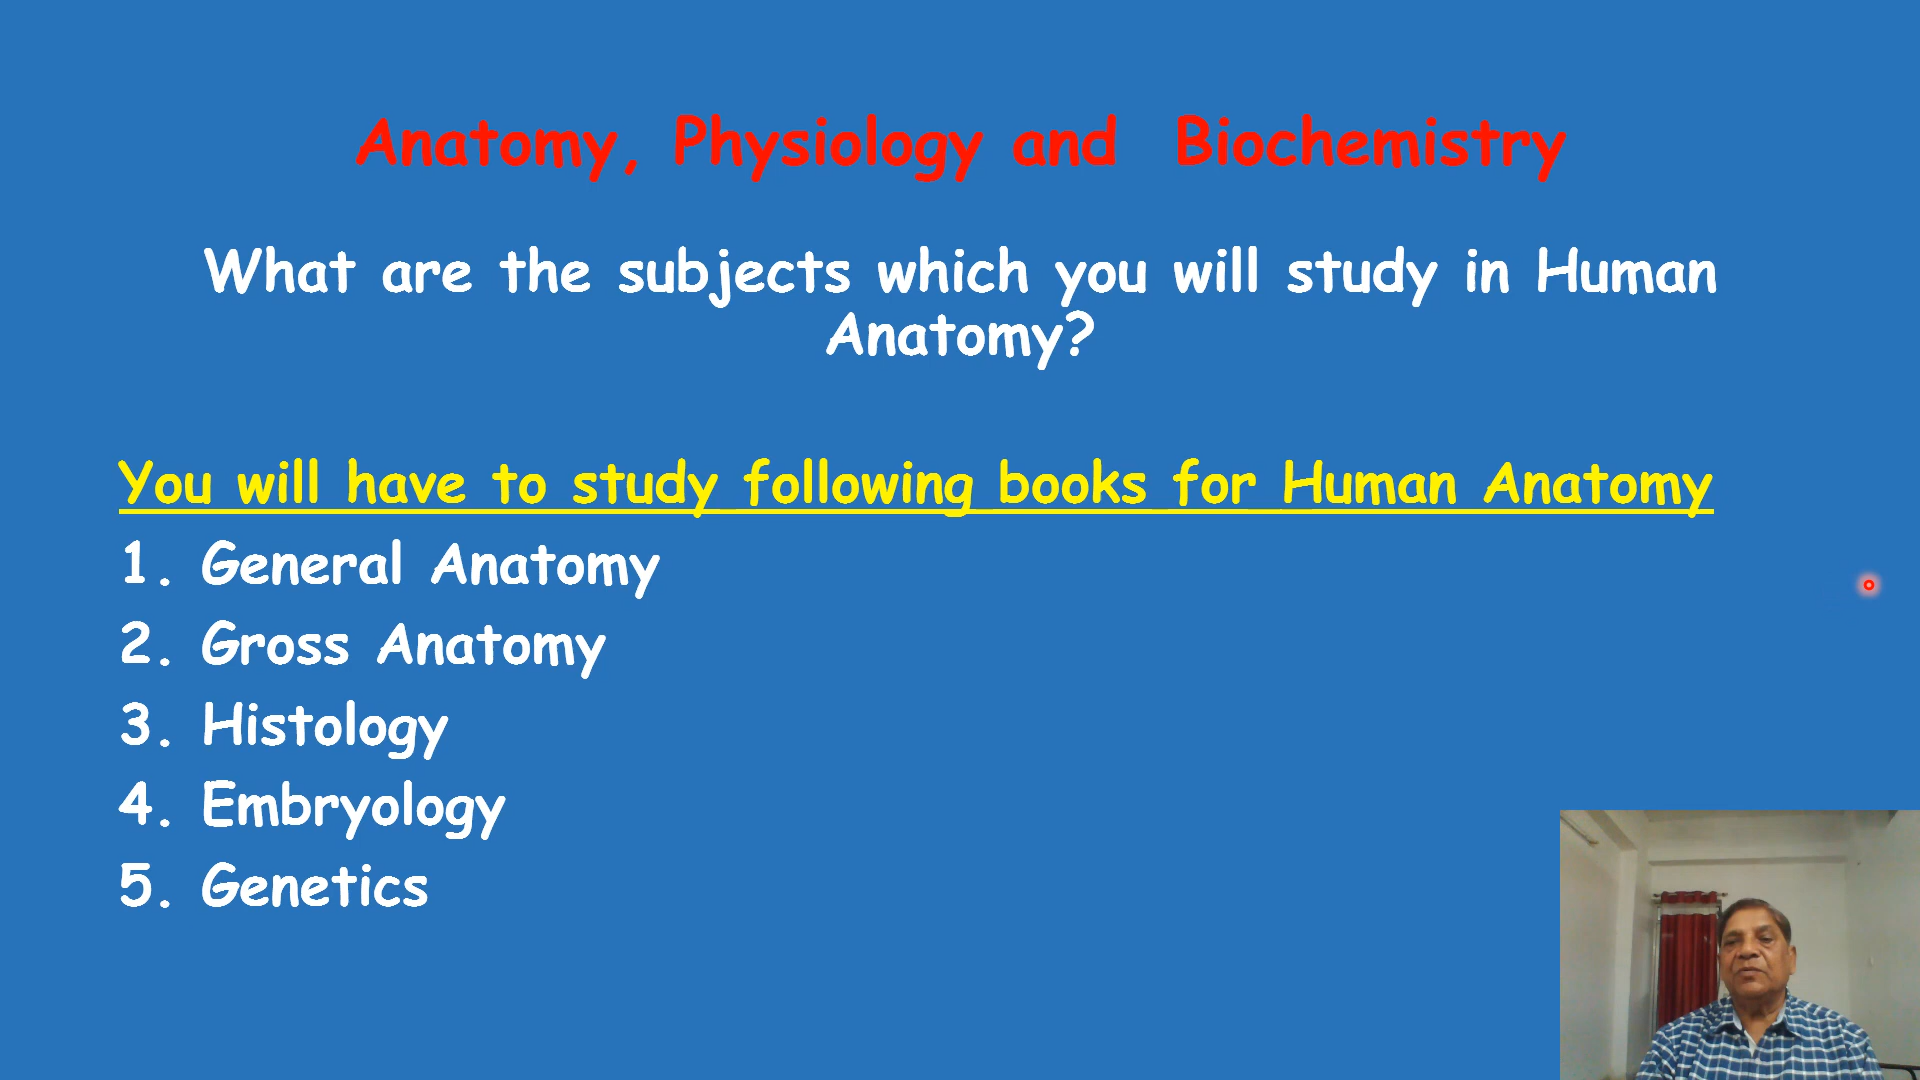 Anatomy, Physiology and Biochemistry
What are the subjects which you will study in Human
Anatomy?
You will have to study following books for Human Anatomy
1. General Anatomy
2. Gross Anatomy
3. Histology
4. Embryology
5. Genetics